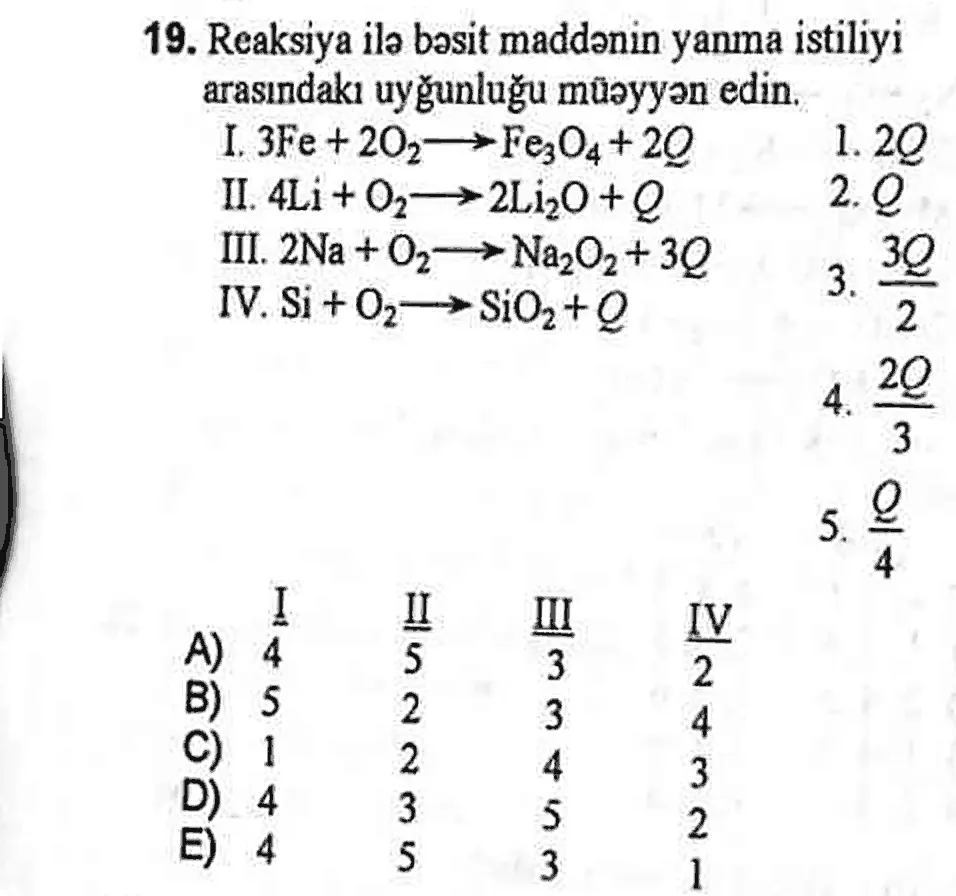 19. Reaksiya ilə bəsit maddənin yanma istiliyi
arasındakı uyğunluğu müəyyən edin.
I. 3Fe + 2O₂ → Fe₃O₄ + 2Q 1. 2Q
II. 4Li + O₂ → 2Li₂O + Q 2. Q
III. 2Na + O₂ → Na₂O₂ + 3Q 3. 3Q/2
IV. Si + O₂ → SiO₂ + Q
4. 2Q/3
5. Q/4
I II III IV
A) 4 5 3 2
B) 5 2 3 4
C) 1 2 4 3
D) 4 3 5 2
E) 4 5 3 1